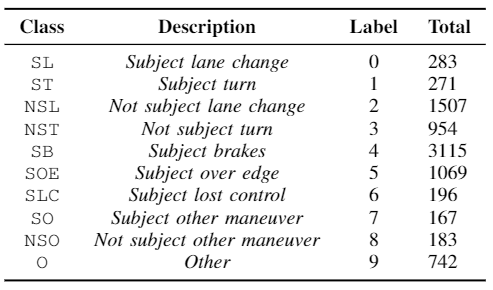 Class Description Label Total
SL Subject lane change 0 283
ST Subject turn 1 271
NSL Not subject lane change 2 1507
NST Not subject turn 3 954
SB Subject brakes 4 3115
SOE Subject over edge 5 1069
SLC Subject lost control 6 196
SO Subject other maneuver 7 167
NSO Not subject other maneuver 8 183
O Other 9 742